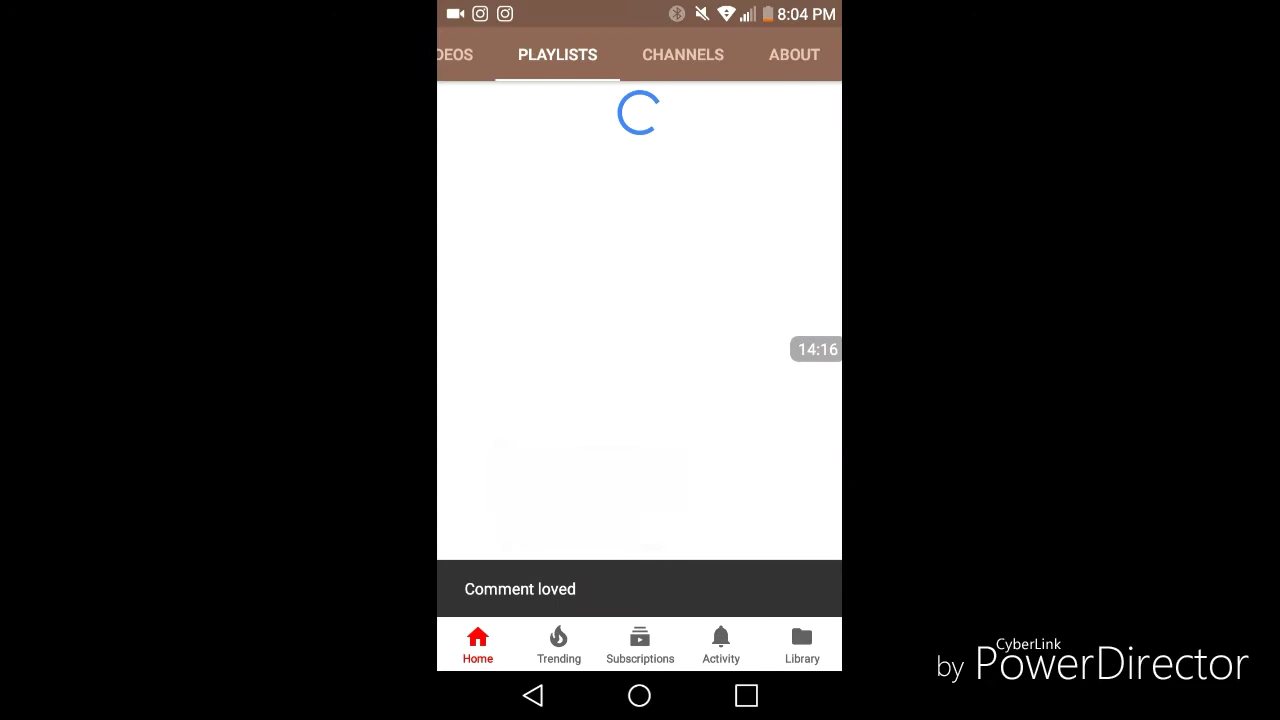 8:04 PM
DEOS PLAYLISTS CHANNELS ABOUT
14:16
Comment loved
Home Trending Subscriptions Activity Library
CyberLink
by PowerDirector